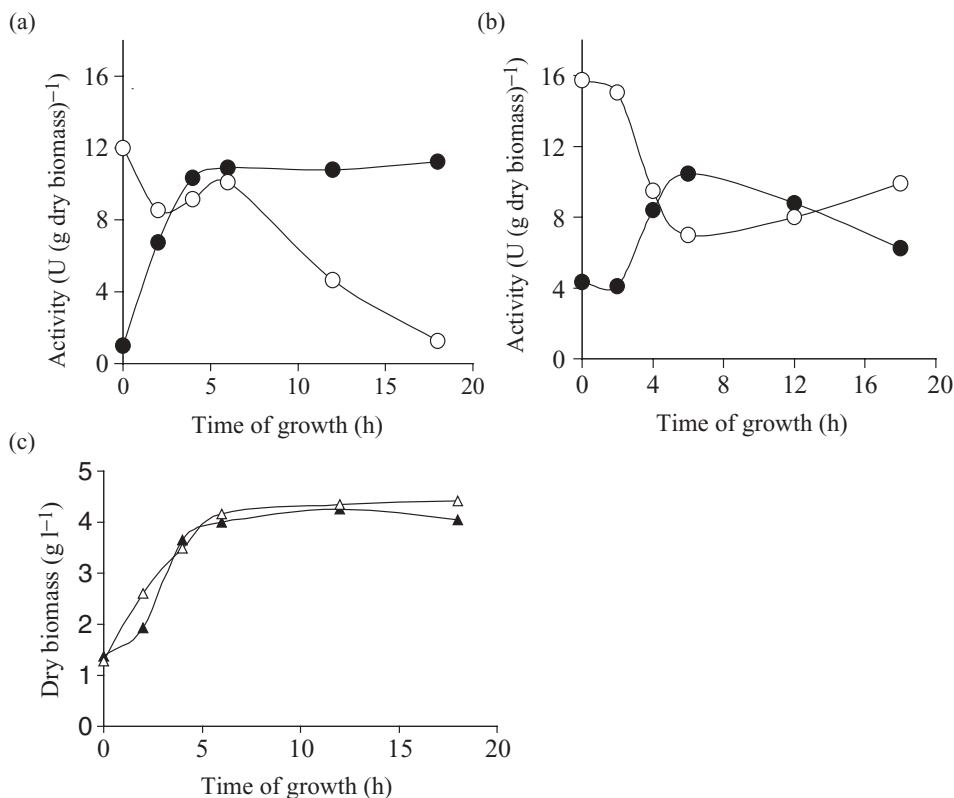 (a)
Activity (U (g dry biomass)⁻¹)
16
12
8
4
0
0 5 10 15 20
Time of growth (h)
(b)
Activity (U (g dry biomass)⁻¹)
16
12
8
4
0
0 4 8 12 16 20
Time of growth (h)
(c)
Dry biomass (g l⁻¹)
5
4
3
2
1
0
0 5 10 15 20
Time of growth (h)